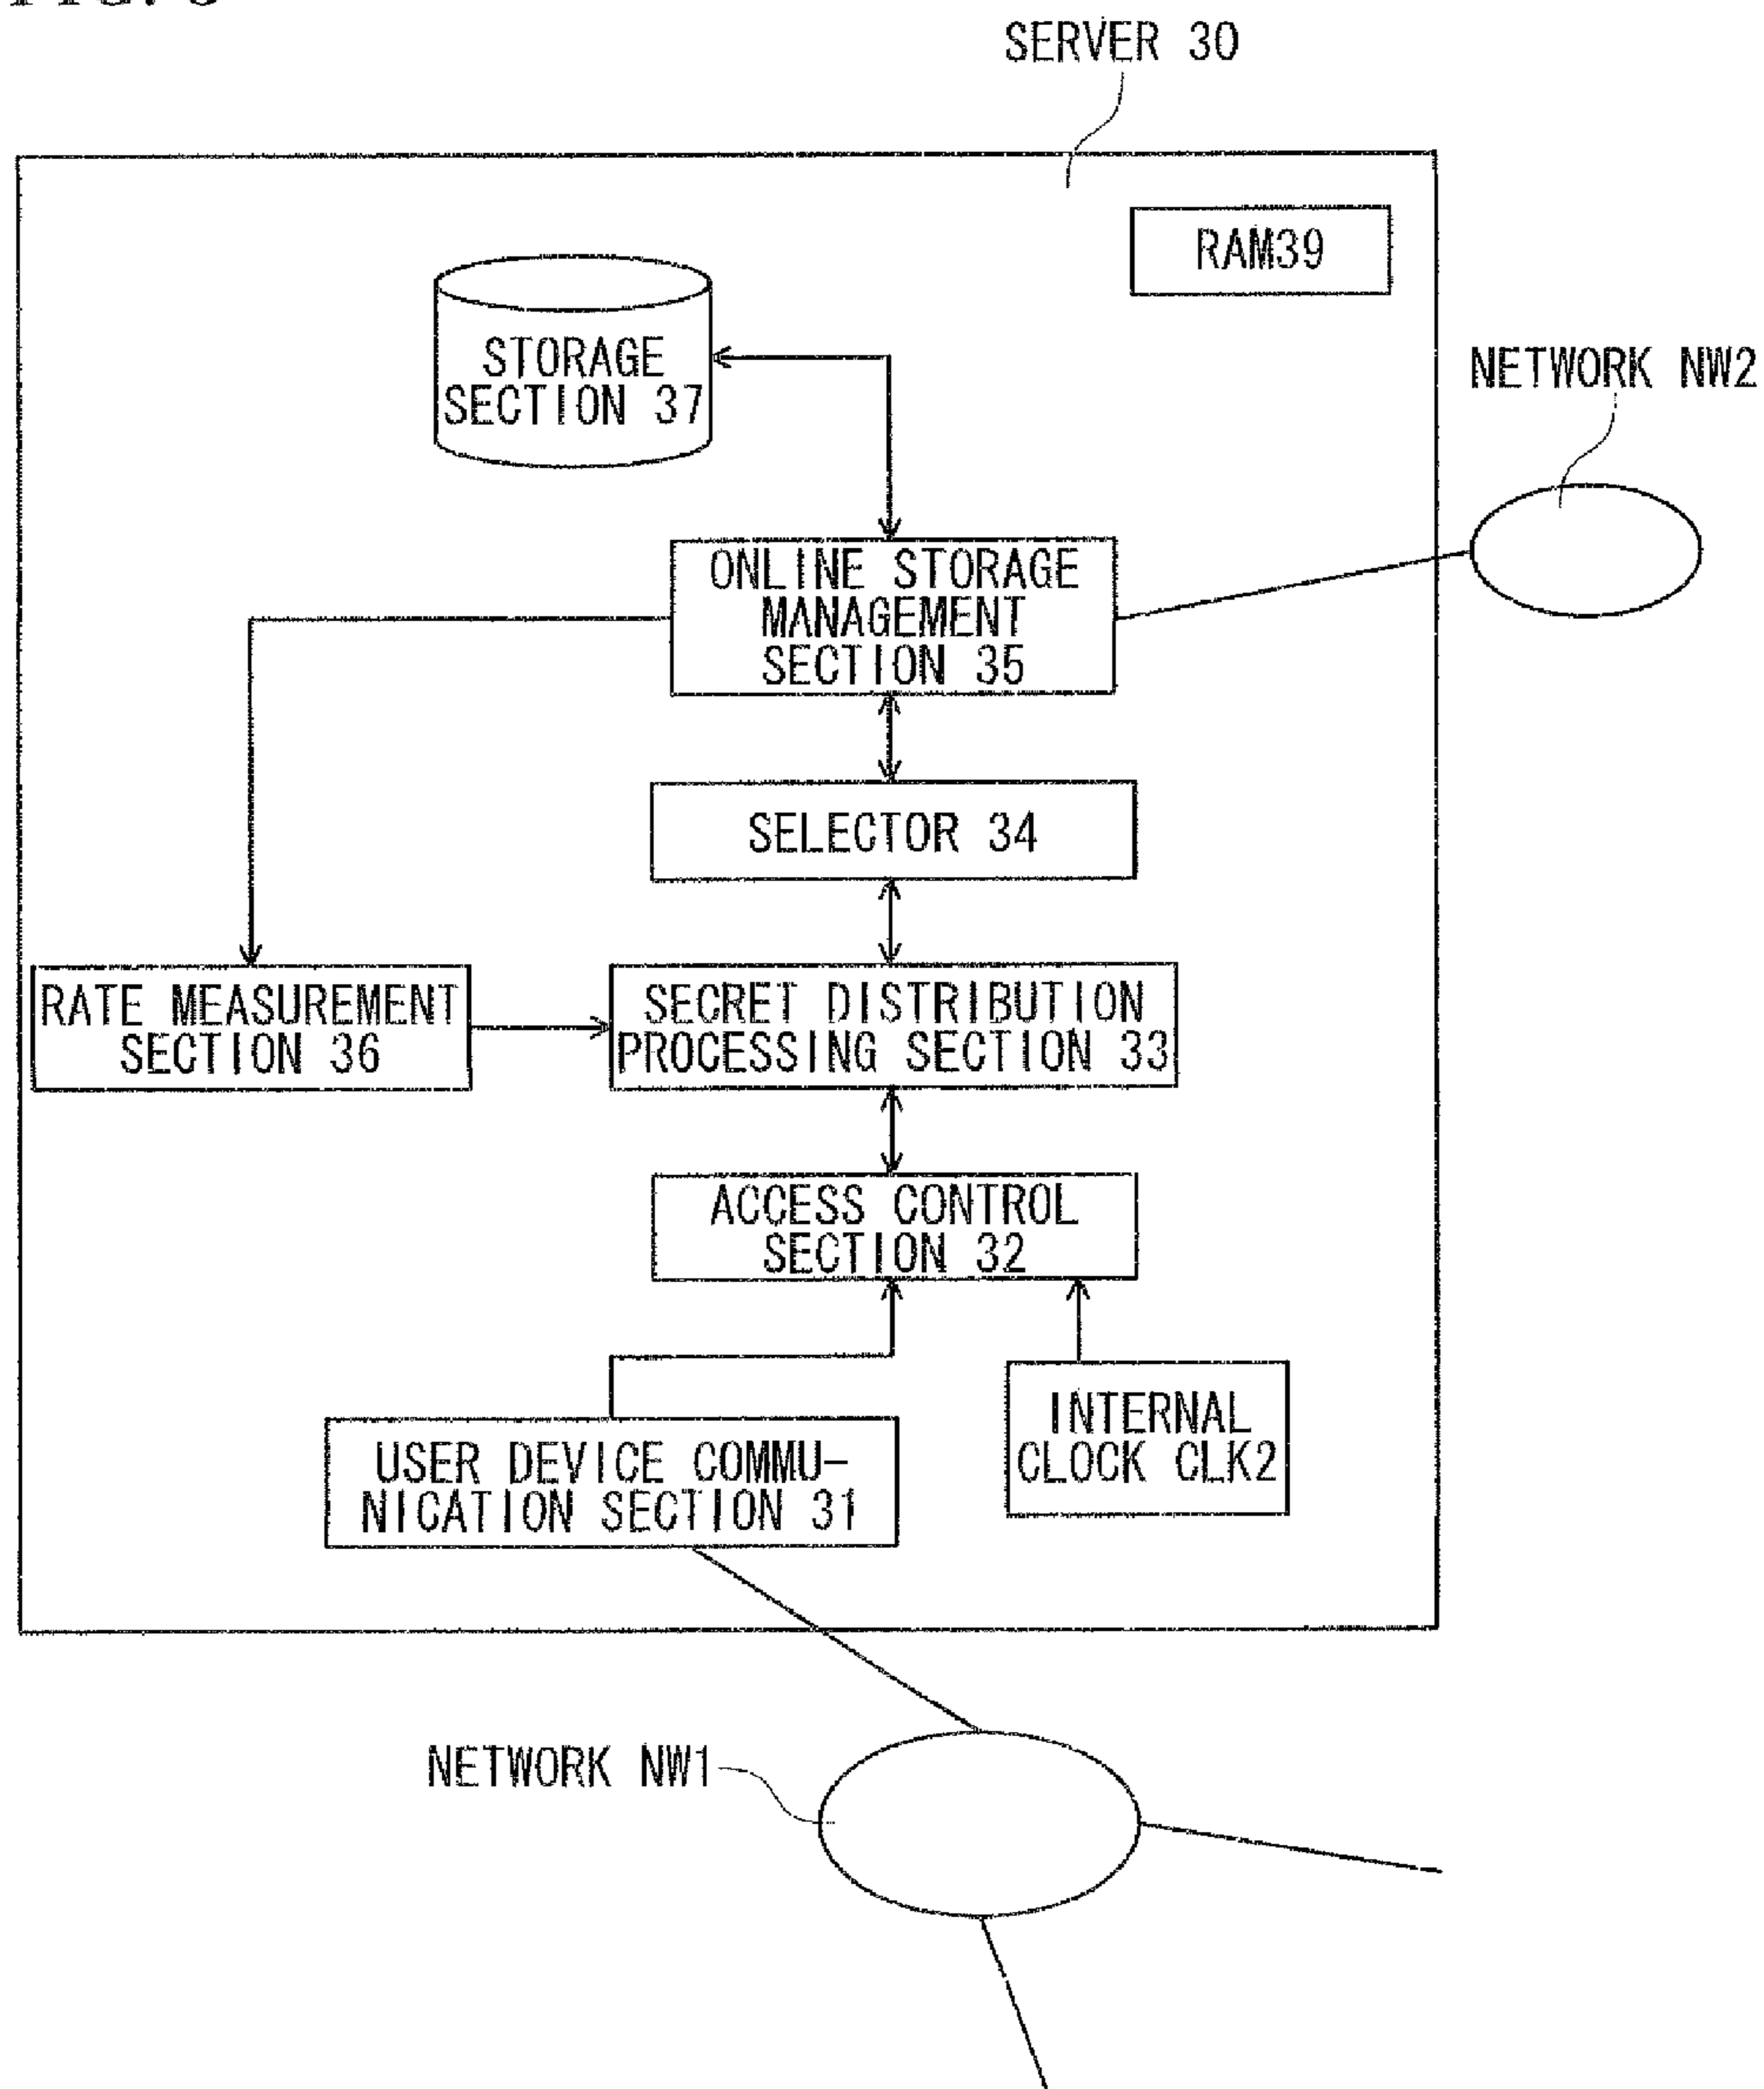 SERVER 30
RAM39
STORAGE
SECTION 37
NETWORK NW2
ONLINE STORAGE
MANAGEMENT
SECTION 35
SELECTOR 34
RATE MEASUREMENT
SECTION 36
SECRET DISTRIBUTION
PROCESSING SECTION 33
ACCESS CONTROL
SECTION 32
INTERNAL
CLOCK CLK2
USER DEVICE COMMU-
NICATION SECTION 31
NETWORK NW1